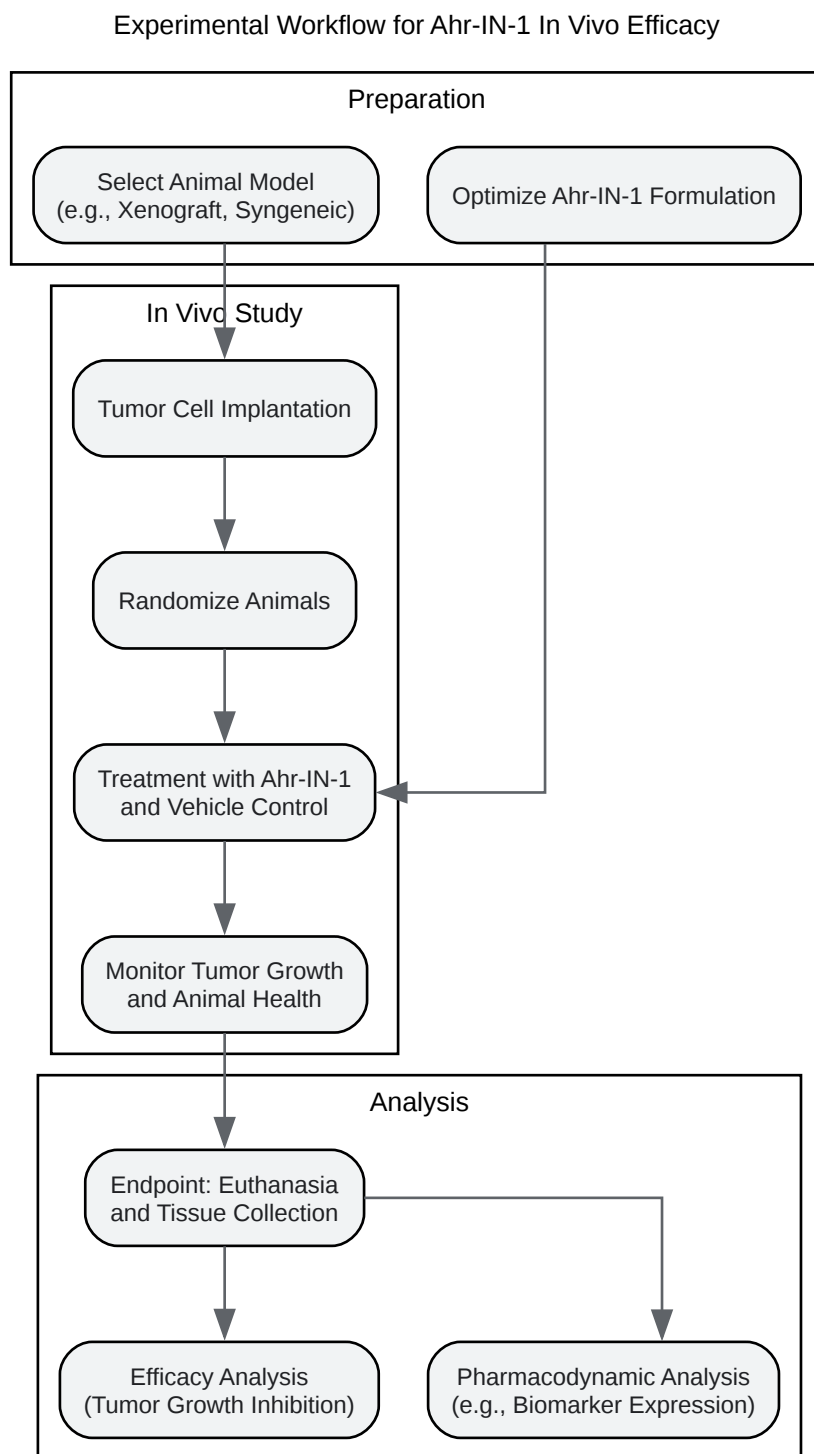 Experimental Workflow for Ahr-IN-1 In Vivo Efficacy
Preparation
Select Animal Model
(e.g., Xenograft, Syngeneic)
Optimize Ahr-IN-1 Formulation
In Vivo Study
Tumor Cell Implantation
Randomize Animals
Treatment with Ahr-IN-1
and Vehicle Control
Monitor Tumor Growth
and Animal Health
Analysis
Endpoint: Euthanasia
and Tissue Collection
Efficacy Analysis
(Tumor Growth Inhibition)
Pharmacodynamic Analysis
(e.g., Biomarker Expression)